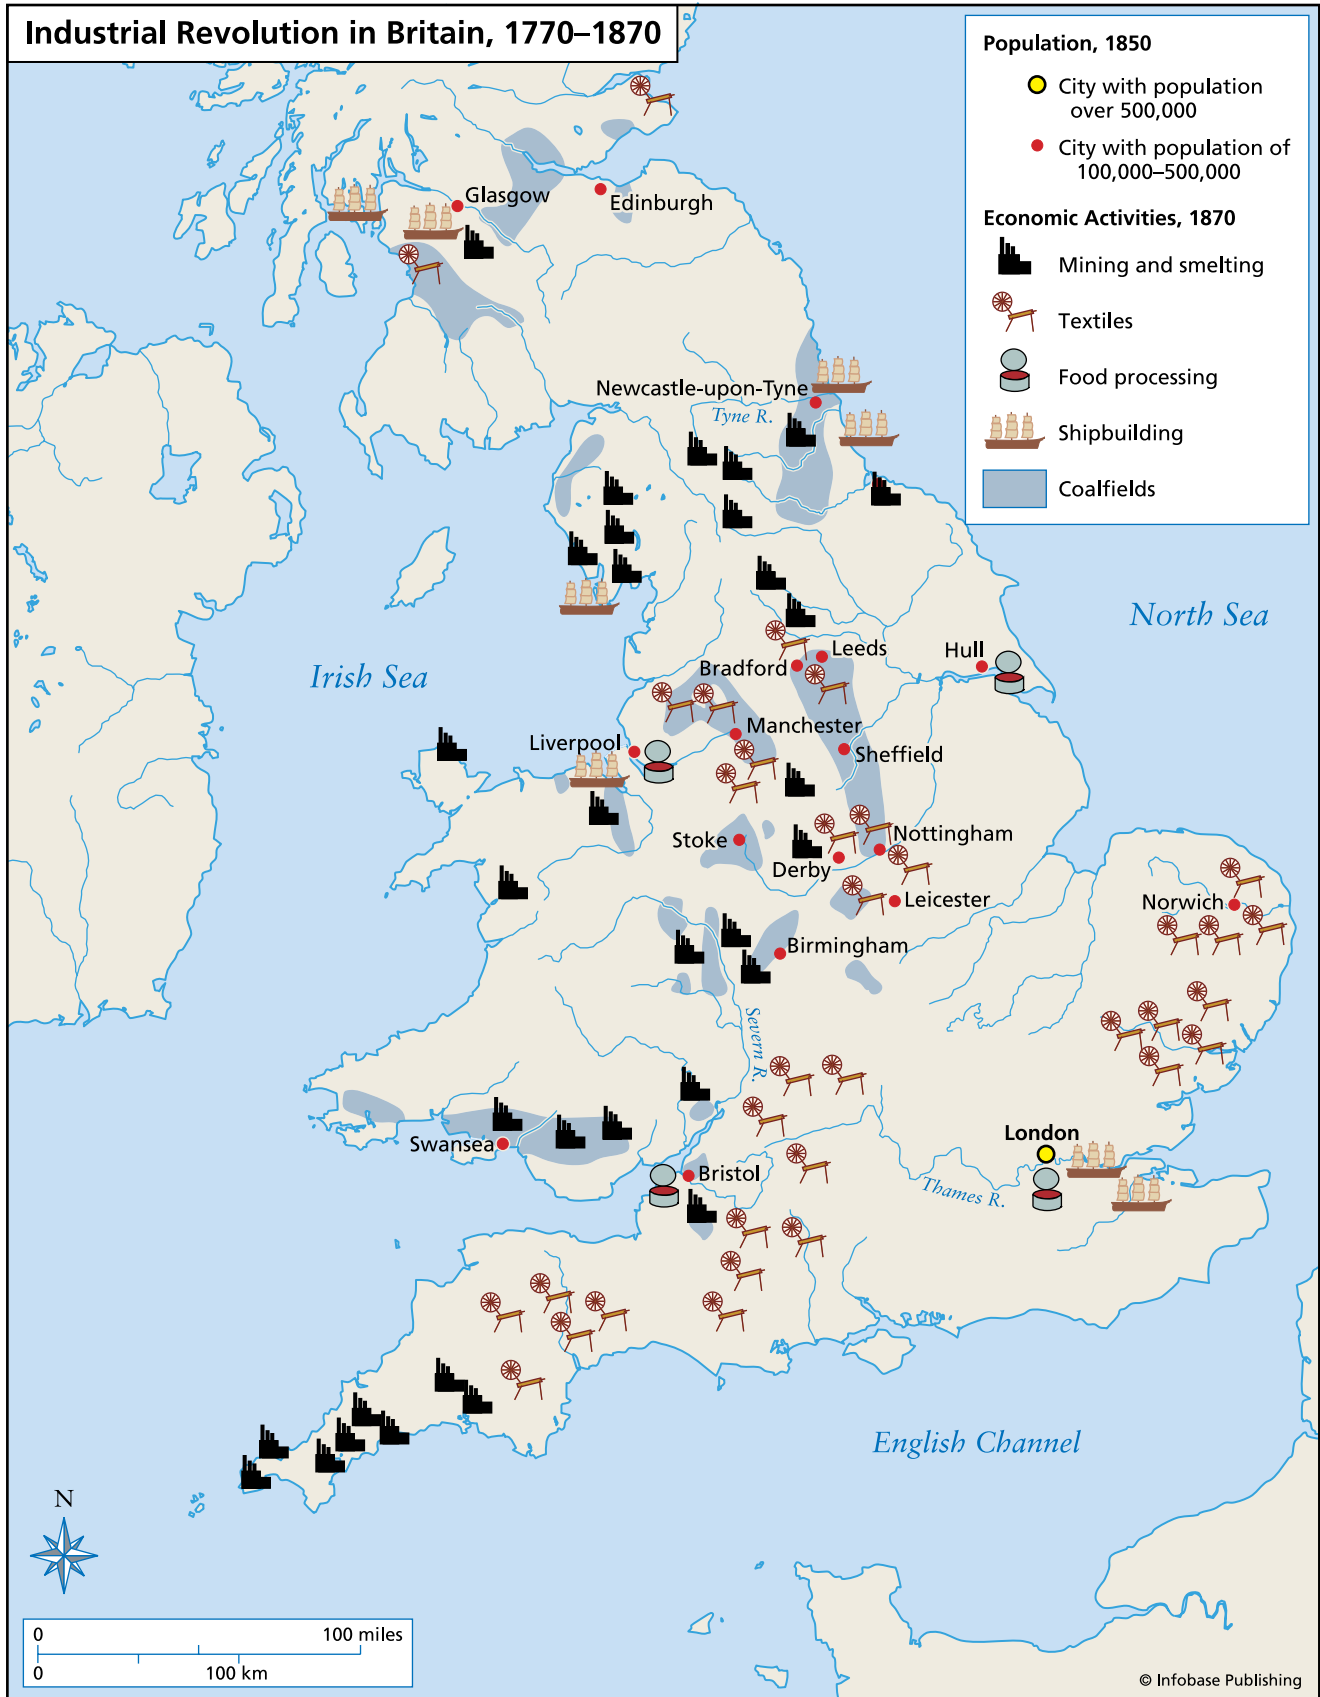 Industrial Revolution in Britain, 1770–1870
Population, 1850
City with population
over 500,000
City with population of
100,000–500,000
Economic Activities, 1870
Mining and smelting
Textiles
Food processing
Shipbuilding
Coalfields
Glasgow
Edinburgh
Newcastle-upon-Tyne
Tyne R.
North Sea
Irish Sea
Leeds
Bradford
Hull
Manchester
Liverpool
Sheffield
Stoke
Nottingham
Derby
Leicester
Norwich
Birmingham
Severn R.
London
Swansea
Bristol
Thames R.
English Channel
N
0
100 miles
0
100 km
© Infobase Publishing